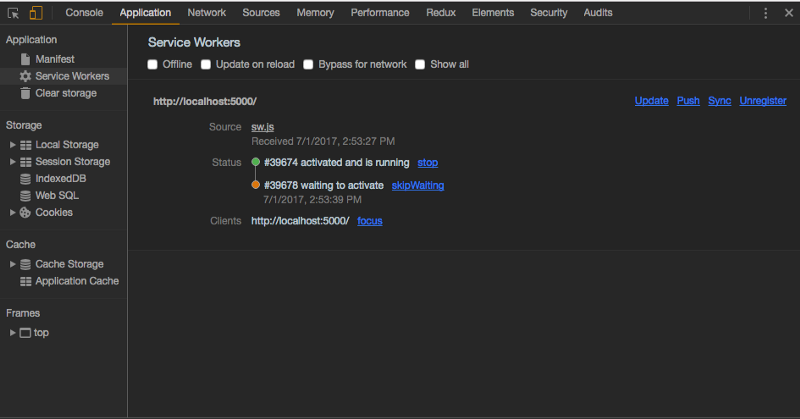 Console Application Network Sources Memory Performance Redux Elements Security Audits
Application
Manifest
Service Workers
Clear storage
Storage
Local Storage
Session Storage
IndexedDB
Web SQL
Cookies
Cache
Cache Storage
Application Cache
Frames
top
Service Workers
Offline Update on reload Bypass for network Show all
http://localhost:5000/ Update Push Sync Unregister
Source sw.js
Received 7/1/2017, 2:53:27 PM
Status #39674 activated and is running stop
#39678 waiting to activate skipWaiting
7/1/2017, 2:53:39 PM
Clients http://localhost:5000/ focus